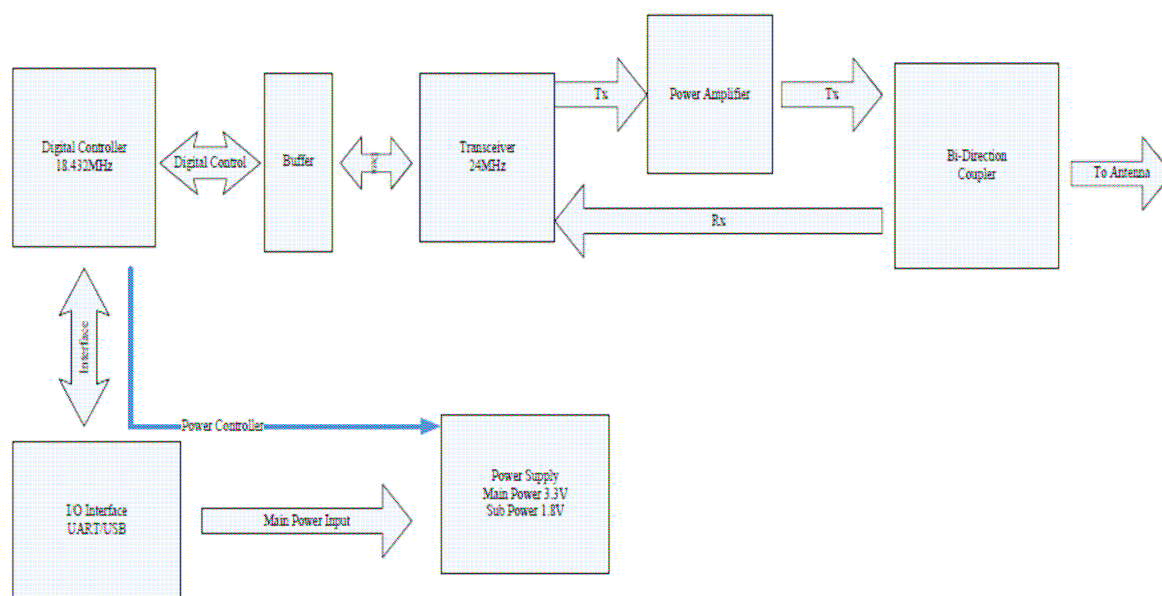 Digital Controller
18.432MHz
Digital Control
Buffer
Transceiver
24MHz
Tx
Power Amplifier
Tx
Bi-Direction
Coupler
To Antenna
Rx
Interface
Power Controller
I/O Interface
UART/USB
Main Power Input
Power Supply
Main Power 3.3V
Sub Power 1.8V